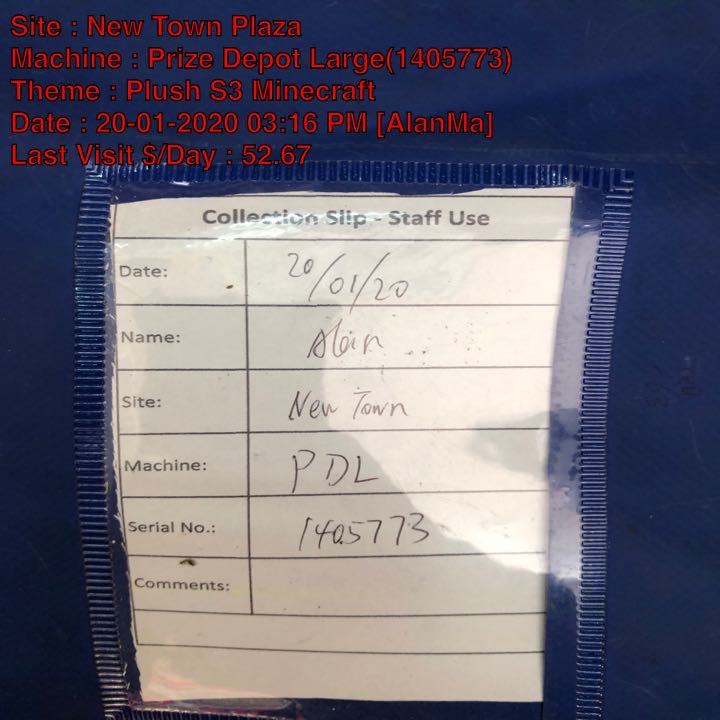 Site : New Town Plaza
Machine : Prize Depot Large(1405773)
Theme : Plush S3 Minecraft
Date : 20-01-2020 03:16 PM [AlanMa]
Last Visit $/Day : 52.67
Collection Slip - Staff Use
Date: 20/01/20
Name: Alan
Site: New Town
Machine: PDL
Serial No.: 1405773
Comments: